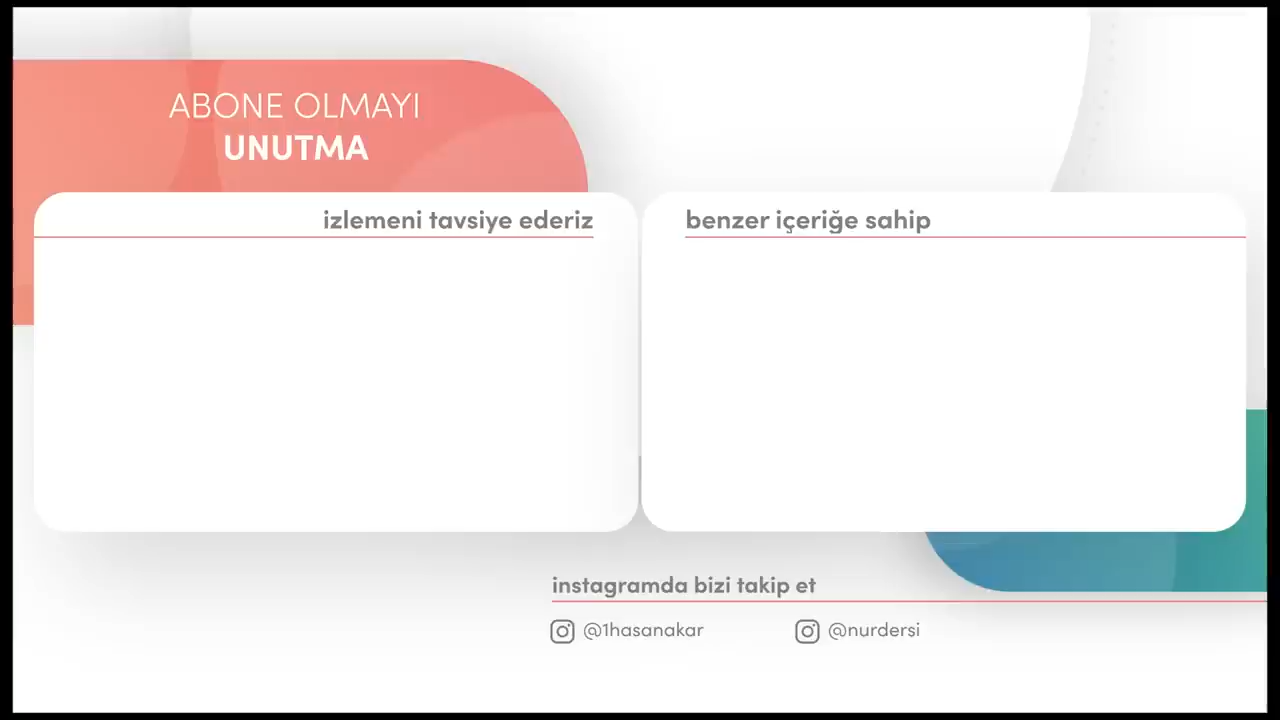 ABONE OLMAYI
UNUTMA
izlemeni tavsiye ederiz
benzer içeriğe sahip
instagramda bizi takip et
@1hasanakar
@nurdersi